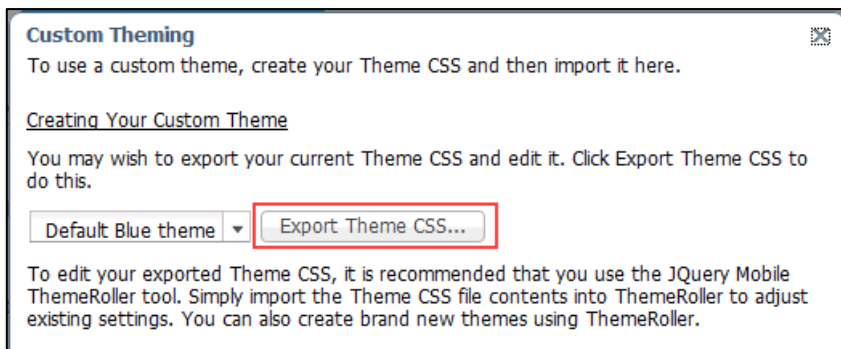 Custom Theming
To use a custom theme, create your Theme CSS and then import it here.
Creating Your Custom Theme
You may wish to export your current Theme CSS and edit it. Click Export Theme CSS to
do this.
Default Blue theme Export Theme CSS...
To edit your exported Theme CSS, it is recommended that you use the JQuery Mobile
ThemeRoller tool. Simply import the Theme CSS file contents into ThemeRoller to adjust
existing settings. You can also create brand new themes using ThemeRoller.